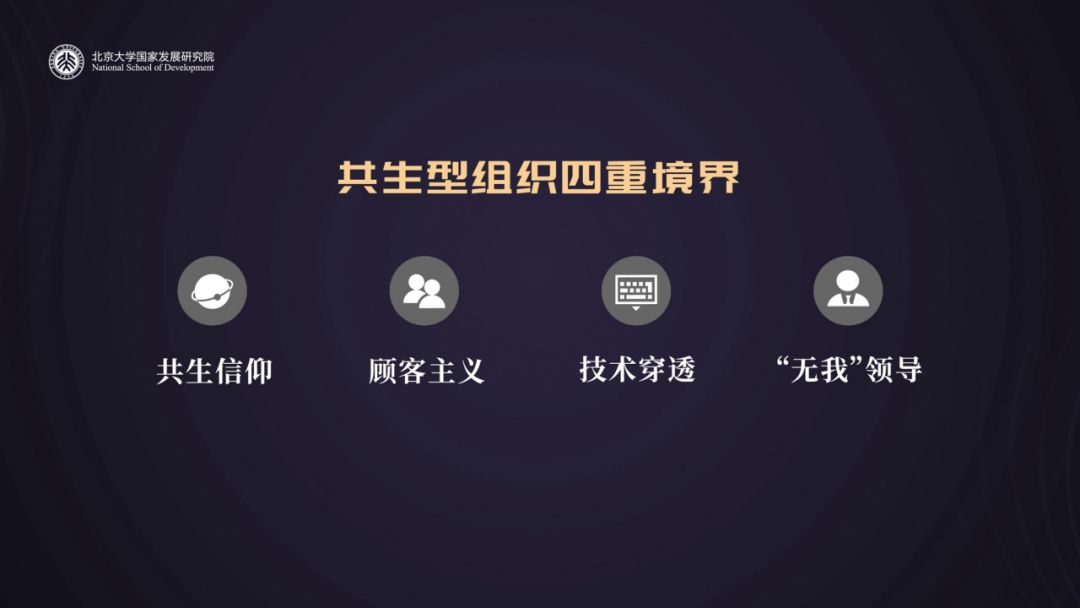 北京大学国家发展研究院
National School of Development
共生型组织四重境界
共生信仰
顾客主义
技术穿透
“无我”领导